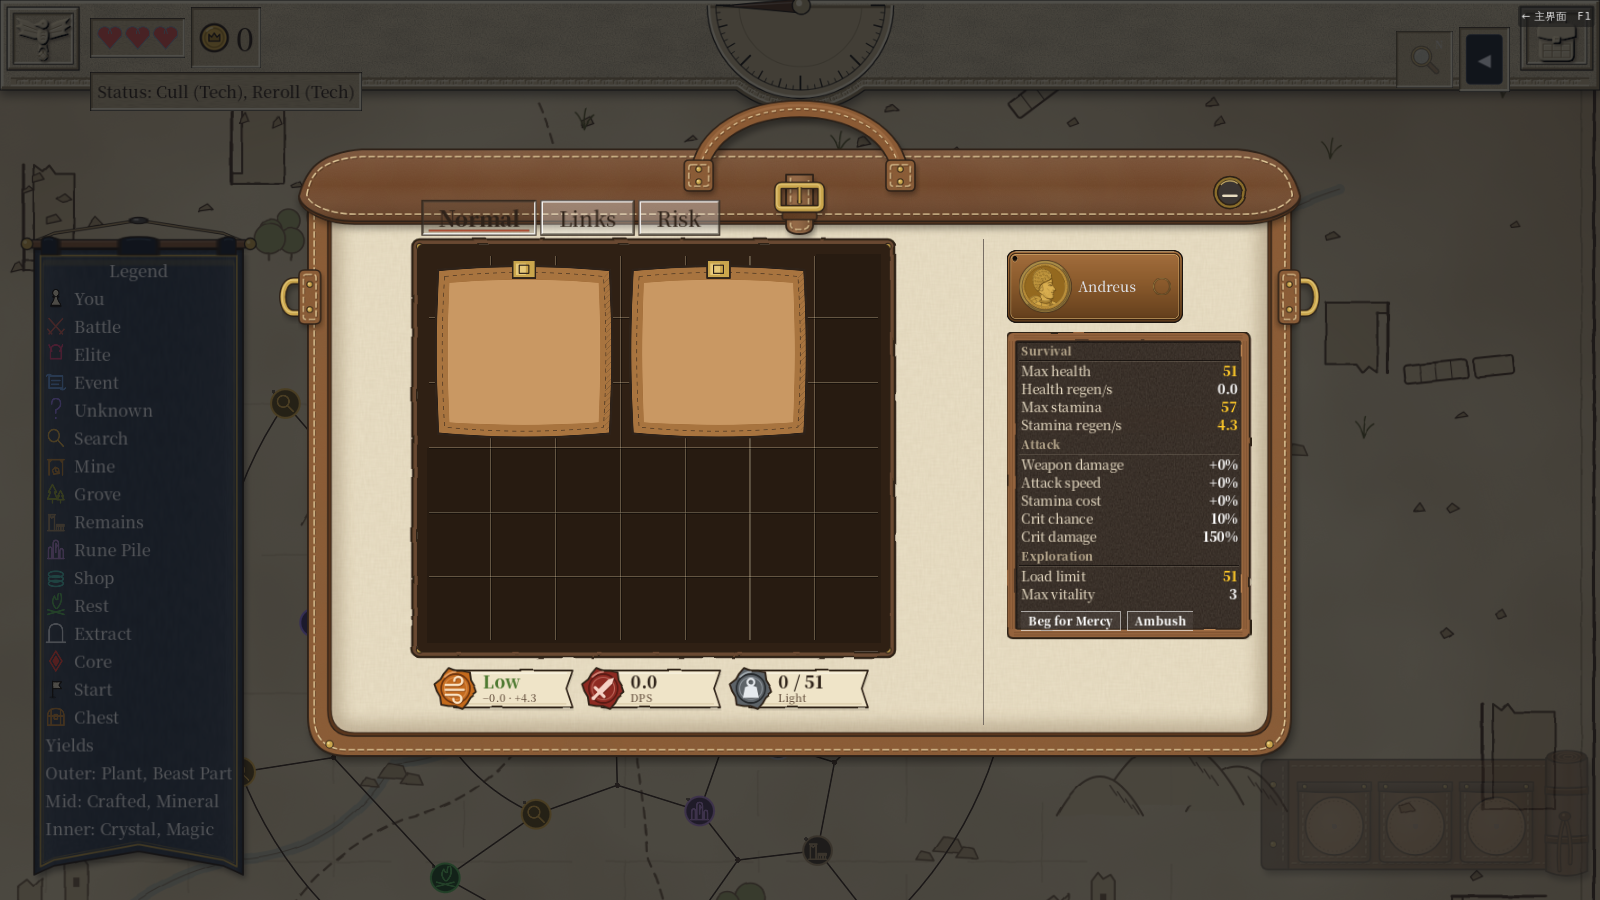 ← 主界面 F1
0
Status: Cull (Tech), Reroll (Tech)
Normal
Links
Risk
Legend
You
Battle
Elite
Event
Unknown
Search
Mine
Grove
Remains
Rune Pile
Shop
Rest
Extract
Core
Start
Chest
Yields
Outer: Plant, Beast Part
Mid: Crafted, Mineral
Inner: Crystal, Magic
Low
−0.0 · +4.3
0.0
DPS
0 / 51
Light
Andreus
Survival
Max health 51
Health regen/s 0.0
Max stamina 57
Stamina regen/s 4.3
Attack
Weapon damage +0%
Attack speed +0%
Stamina cost +0%
Crit chance 10%
Crit damage 150%
Exploration
Load limit 51
Max vitality 3
Beg for Mercy
Ambush